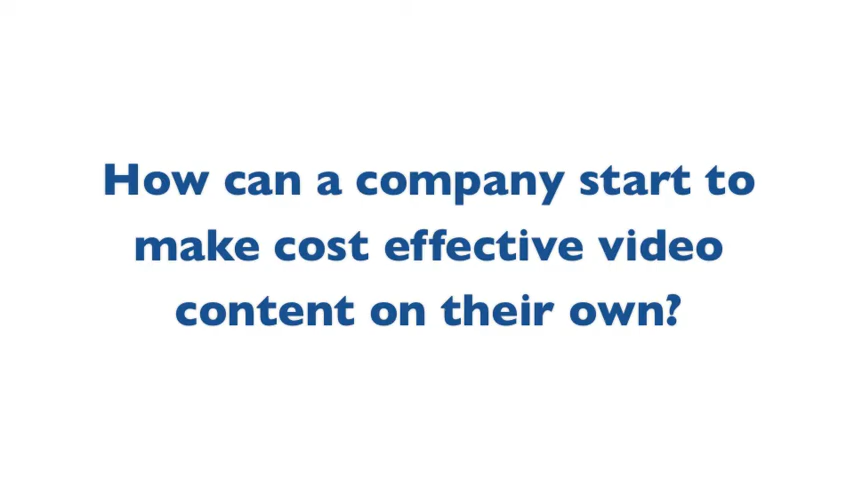 How can a company start to
make cost effective video
content on their own?